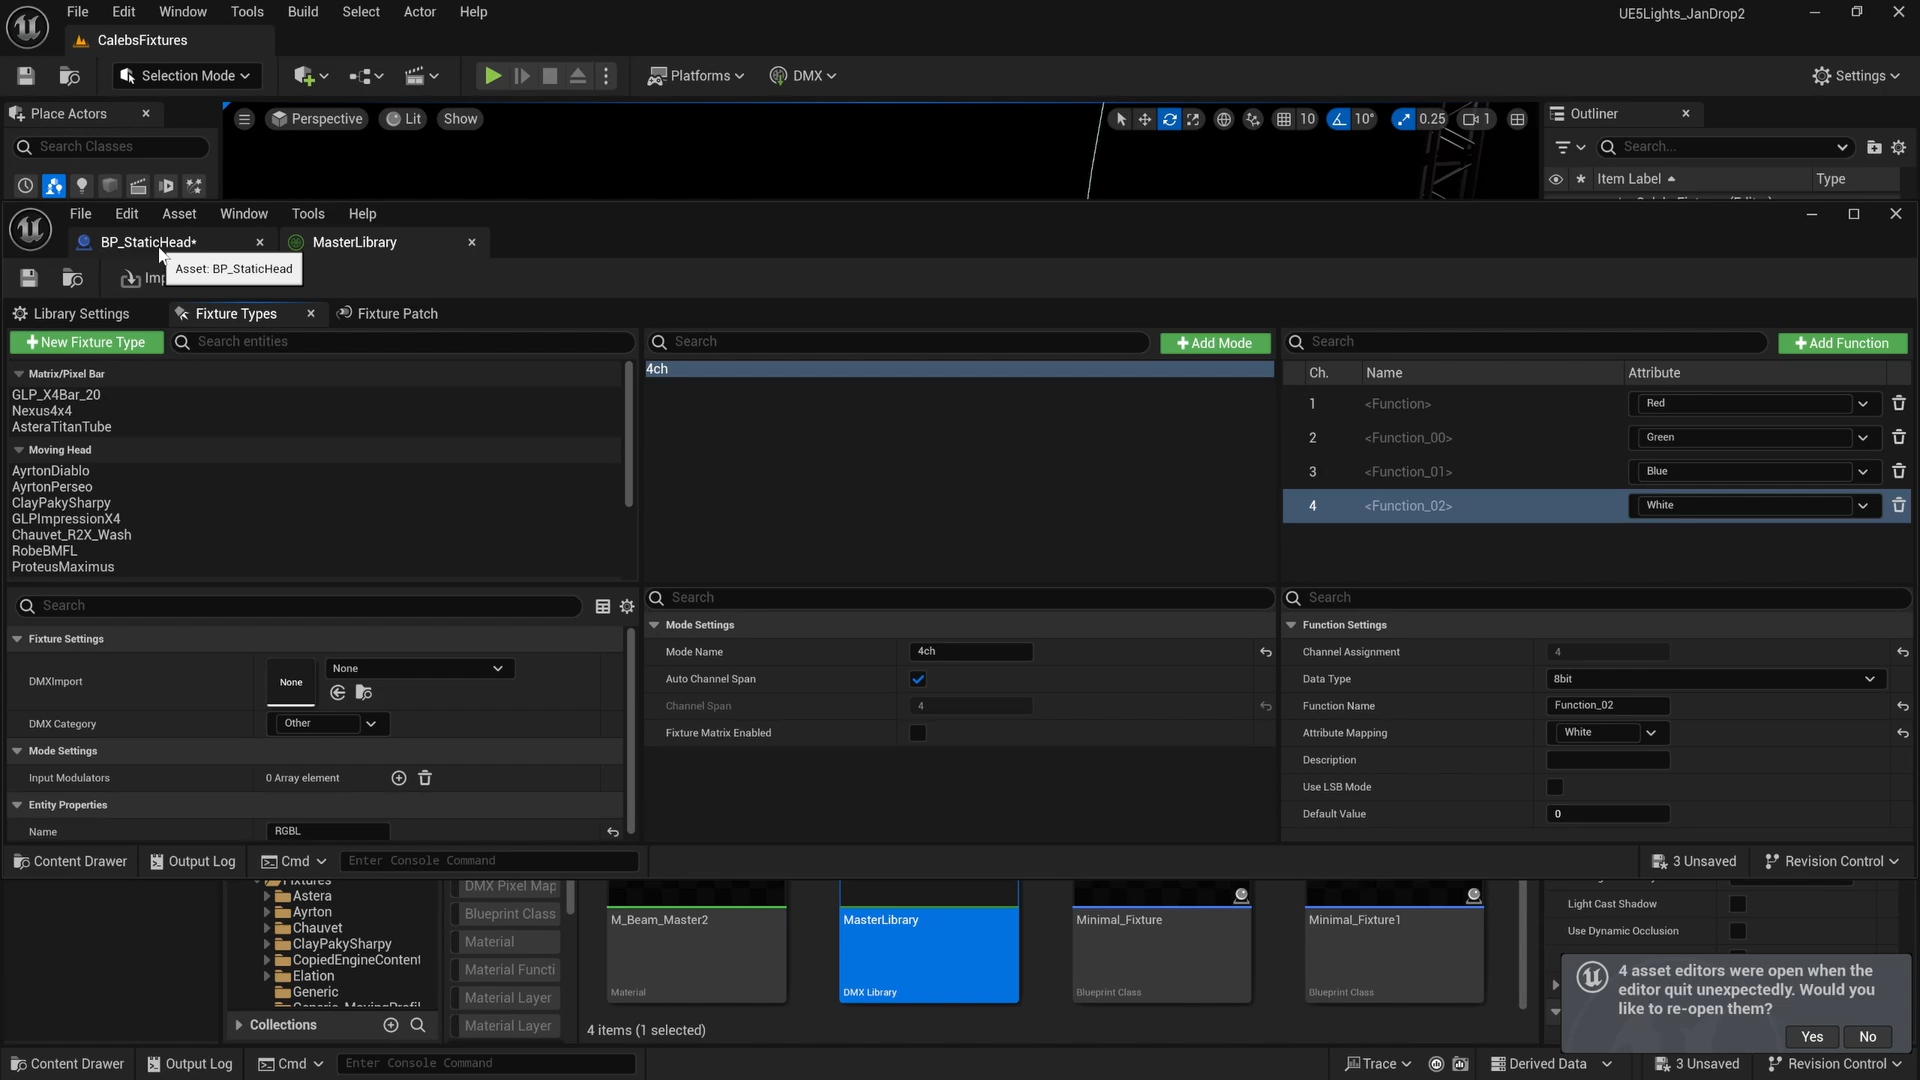 File Edit Window Tools Build Select Actor Help
UE5Lights_JanDrop2
CalebsFixtures
Selection Mode
Platforms
DMX
Settings
Place Actors
Perspective Lit Show
10 10° 0.25 1
Outliner
Search Classes
Search...
Item Label Type
File Edit Asset Window Tools Help
BP_StaticHead*
MasterLibrary
Asset: BP_StaticHead
Library Settings Fixture Types Fixture Patch
New Fixture Type
Search entities
Matrix/Pixel Bar
GLP_X4Bar_20
Nexus4x4
AsteraTitanTube
Moving Head
AyrtonDiablo
AyrtonPerseo
ClayPakySharpy
GLPImpressionX4
Chauvet_R2X_Wash
RobeBMFL
ProteusMaximus
Search
Add Mode
4ch
Search
Add Function
Ch. Name Attribute
1 <Function> Red
2 <Function_00> Green
3 <Function_01> Blue
4 <Function_02> White
Search
Fixture Settings
DMXImport None None
DMX Category Other
Mode Settings
Input Modulators 0 Array element
Entity Properties
Name RGBL
Search
Mode Settings
Mode Name 4ch
Auto Channel Span
Channel Span 4
Fixture Matrix Enabled
Search
Function Settings
Channel Assignment 4
Data Type 8bit
Function Name Function_02
Attribute Mapping White
Description
Use LSB Mode
Default Value 0
Content Drawer Output Log Cmd Enter Console Command
3 Unsaved Revision Control
Fixtures
Astera
Ayrton
Chauvet
ClayPakySharpy
CopiedEngineContent
Elation
Generic
Collections
DMX Pixel Map
Blueprint Class
Material
Material Functi
Material Layer
Material Layer
M_Beam_Master2
Material
MasterLibrary
DMX Library
Minimal_Fixture
Blueprint Class
Minimal_Fixture1
Blueprint Class
4 items (1 selected)
Light Cast Shadow
Use Dynamic Occlusion
4 asset editors were open when the
editor quit unexpectedly. Would you
like to re-open them?
Yes No
Content Drawer Output Log Cmd Enter Console Command
Trace Derived Data 3 Unsaved Revision Control